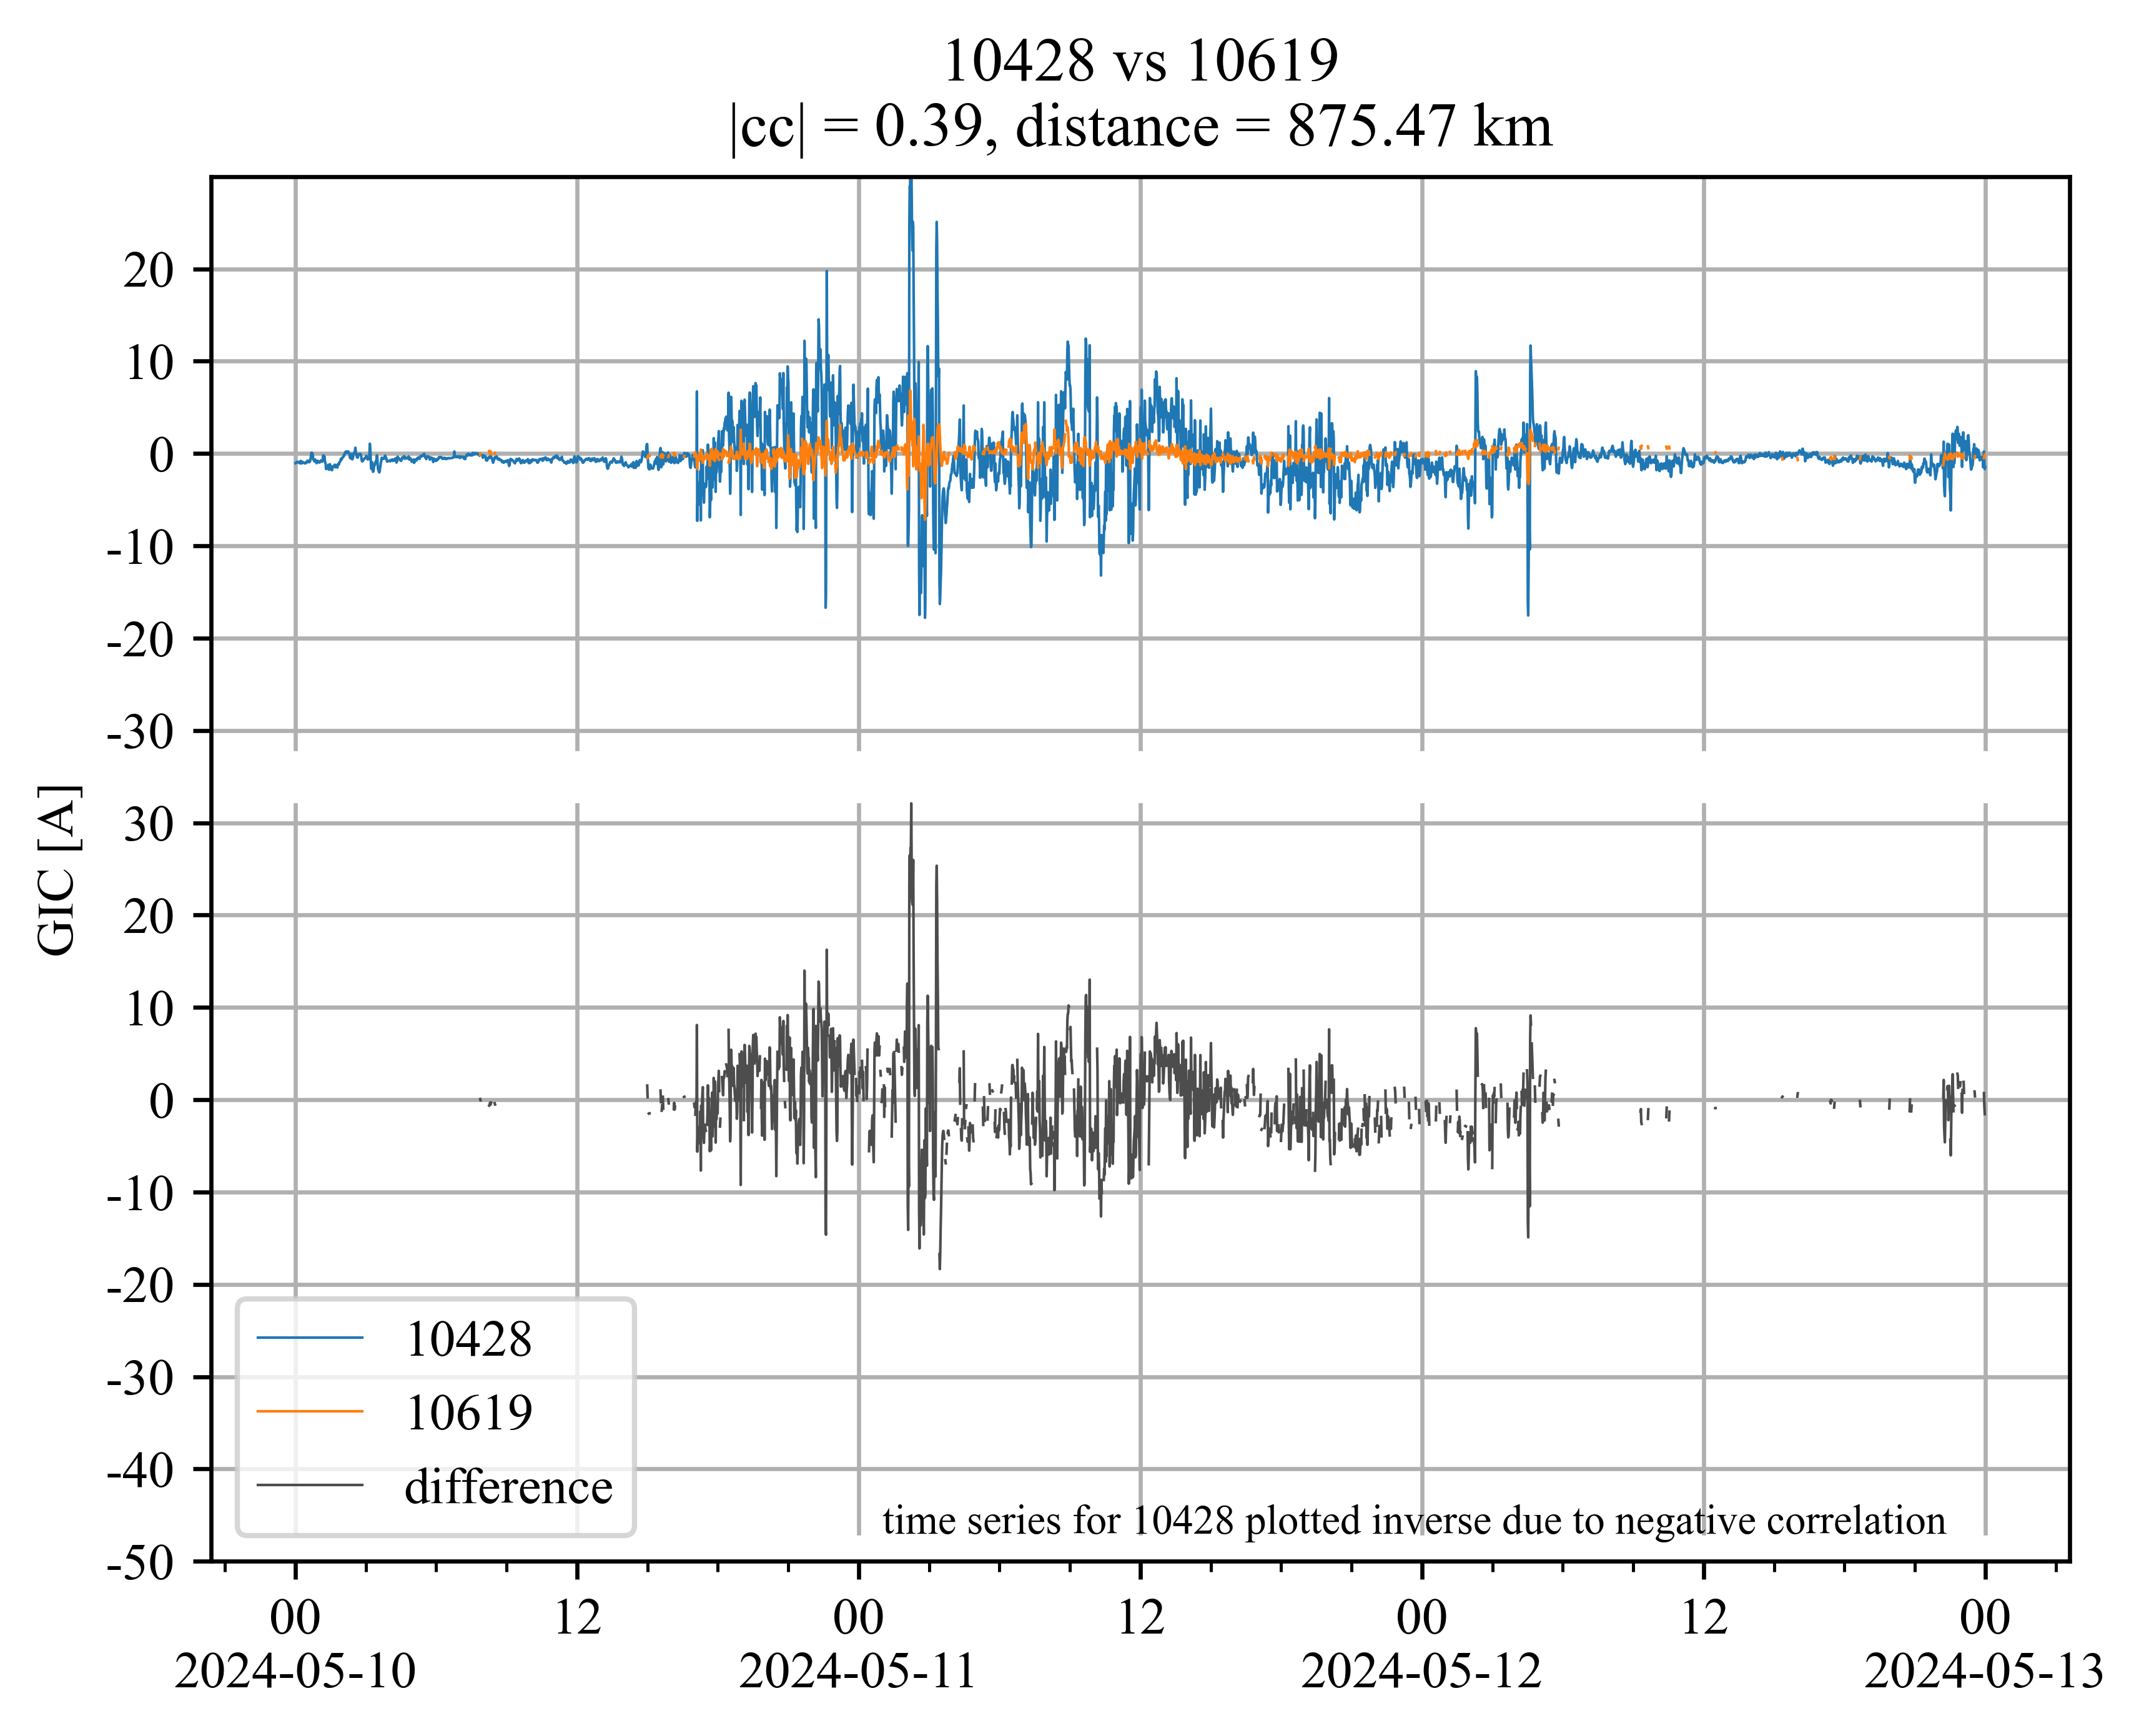 10428 vs 10619
|cc| = 0.39, distance = 875.47 km
20
10
0
-10
-20
-30
30
20
10
0
-10
-20
-30
-40
-50
GIC [A]
10428
10619
difference
time series for 10428 plotted inverse due to negative correlation
00 12 00 12 00 12 00
2024-05-10 2024-05-11 2024-05-12 2024-05-13